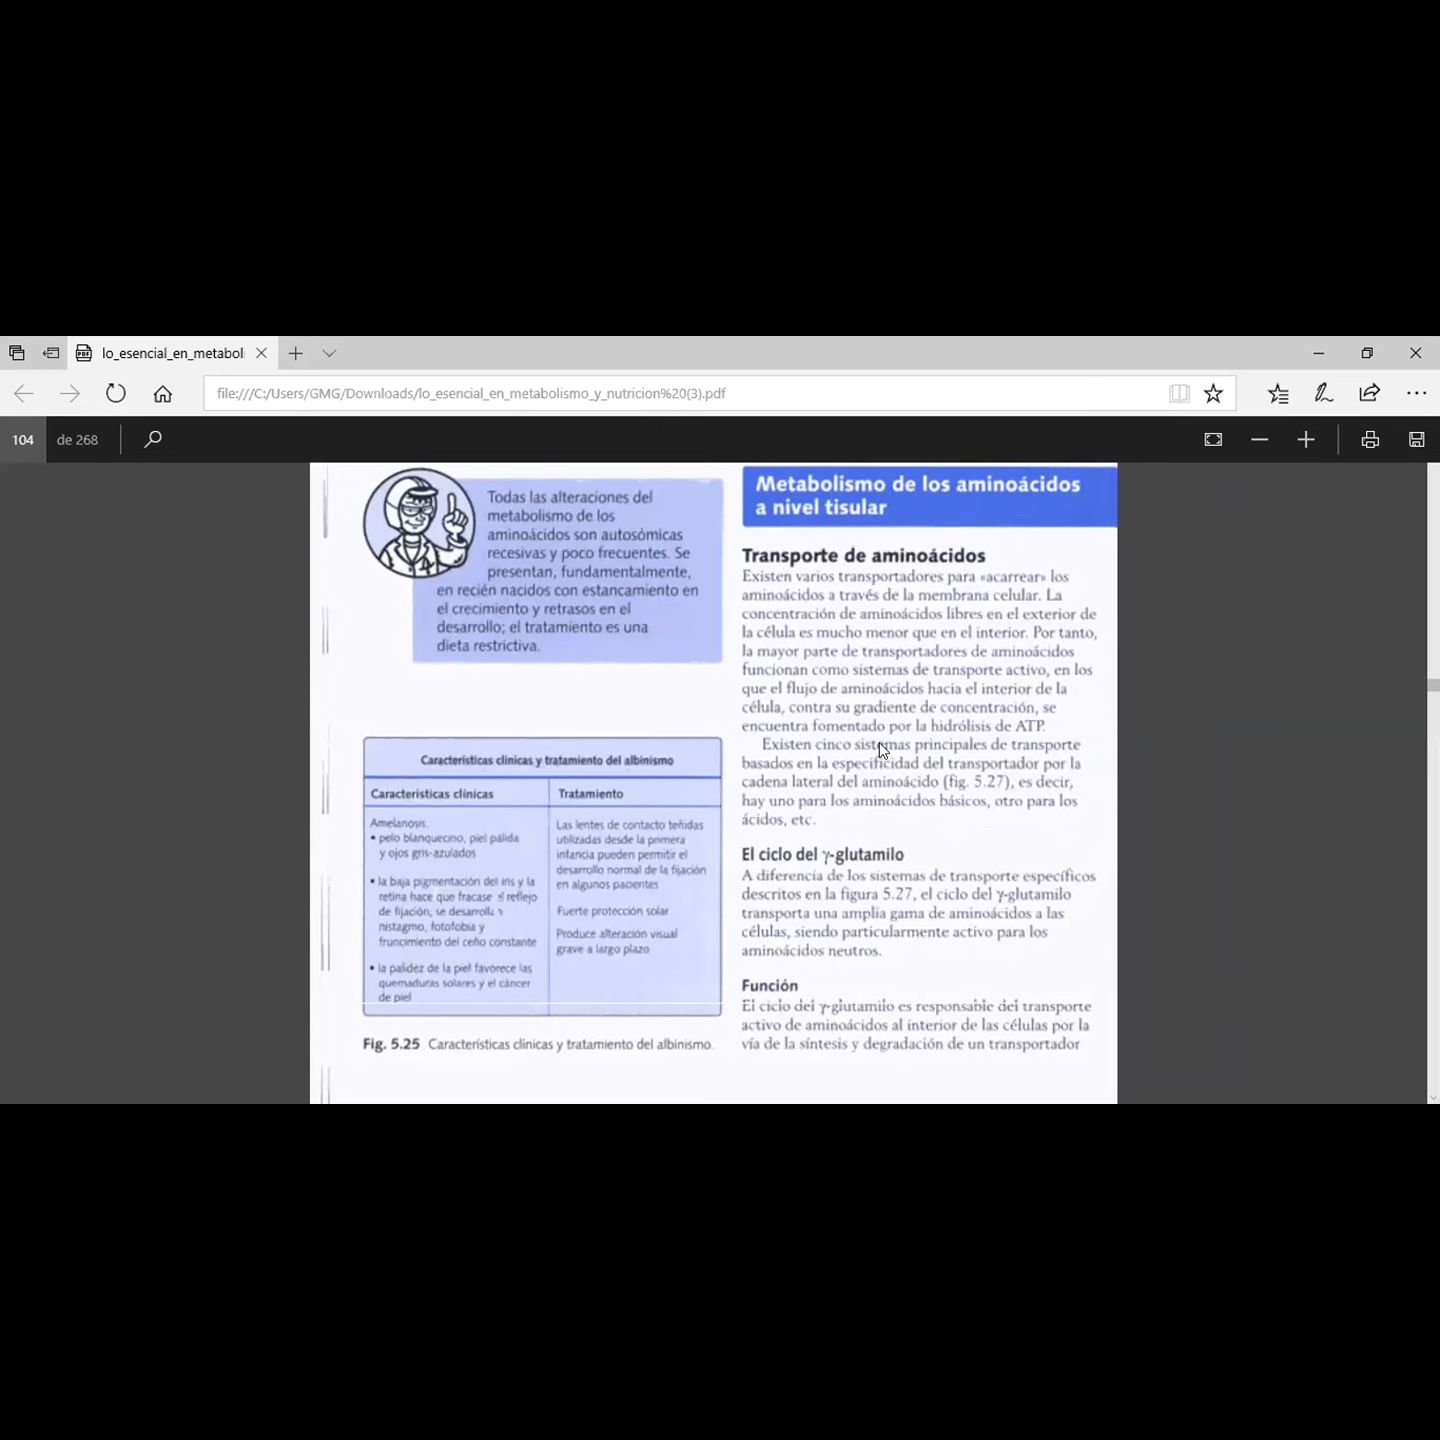 lo_esencial_en_metabol
file:///C:/Users/GMG/Downloads/lo_esencial_en_metabolismo_y_nutricion%20(3).pdf
104 de 268
Todas las alteraciones del
metabolismo de los
aminoácidos son autosómicas
recesivas y poco frecuentes. Se
presentan, fundamentalmente,
en recién nacidos con estancamiento en
el crecimiento y retrasos en el
desarrollo; el tratamiento es una
dieta restrictiva.
Características clínicas y tratamiento del albinismo
Características clínicas
Amelanosis:
• pelo blanquecino, piel pálida
y ojos gris-azulados
• la baja pigmentación del iris y la
retina hace que fracase el reflejo
de fijación, se desarrolla
nistagmo, fotofobia y
fruncimiento del ceño constante
• la palidez de la piel favorece las
quemaduras solares y el cáncer
de piel
Tratamiento
Las lentes de contacto teñidas
utilizadas desde la primera
infancia pueden permitir el
desarrollo normal de la fijación
en algunos pacientes
Fuerte protección solar
Produce alteración visual
grave a largo plazo
Fig. 5.25 Características clínicas y tratamiento del albinismo.
Metabolismo de los aminoácidos
a nivel tisular
Transporte de aminoácidos
Existen varios transportadores para «acarrear» los
aminoácidos a través de la membrana celular. La
concentración de aminoácidos libres en el exterior de
la célula es mucho menor que en el interior. Por tanto,
la mayor parte de transportadores de aminoácidos
funcionan como sistemas de transporte activo, en los
que el flujo de aminoácidos hacia el interior de la
célula, contra su gradiente de concentración, se
encuentra fomentado por la hidrólisis de ATP.
Existen cinco sistemas principales de transporte
basados en la especificidad del transportador por la
cadena lateral del aminoácido (fig. 5.27), es decir,
hay uno para los aminoácidos básicos, otro para los
ácidos, etc.
El ciclo del γ-glutamilo
A diferencia de los sistemas de transporte específicos
descritos en la figura 5.27, el ciclo del γ-glutamilo
transporta una amplia gama de aminoácidos a las
células, siendo particularmente activo para los
aminoácidos neutros.
Función
El ciclo del γ-glutamilo es responsable del transporte
activo de aminoácidos al interior de las células por la
vía de la síntesis y degradación de un transportador